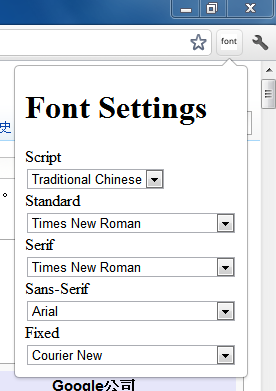 font
史
Font Settings
Script
Traditional Chinese
Standard
Times New Roman
Serif
Times New Roman
Sans-Serif
Arial
Fixed
Courier New
。
Google公司